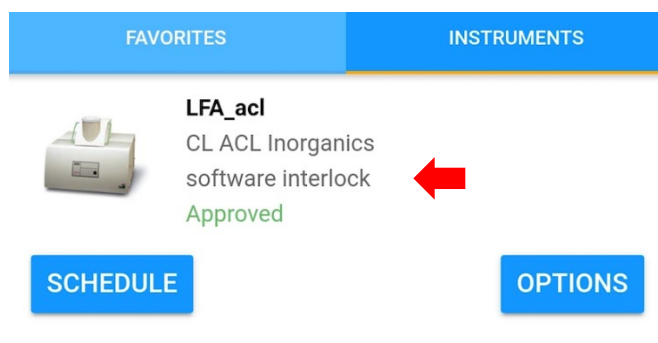 FAVORITES
INSTRUMENTS
LFA_acl
CL ACL Inorganics
software interlock
Approved
SCHEDULE
OPTIONS